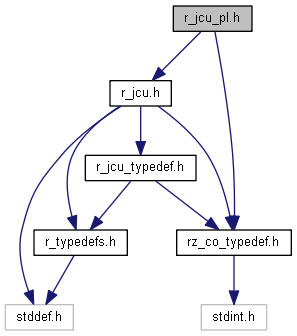 r_jcu_pl.h
r_jcu.h
r_jcu_typedef.h
r_typedefs.h
rz_co_typedef.h
stddef.h
stdint.h